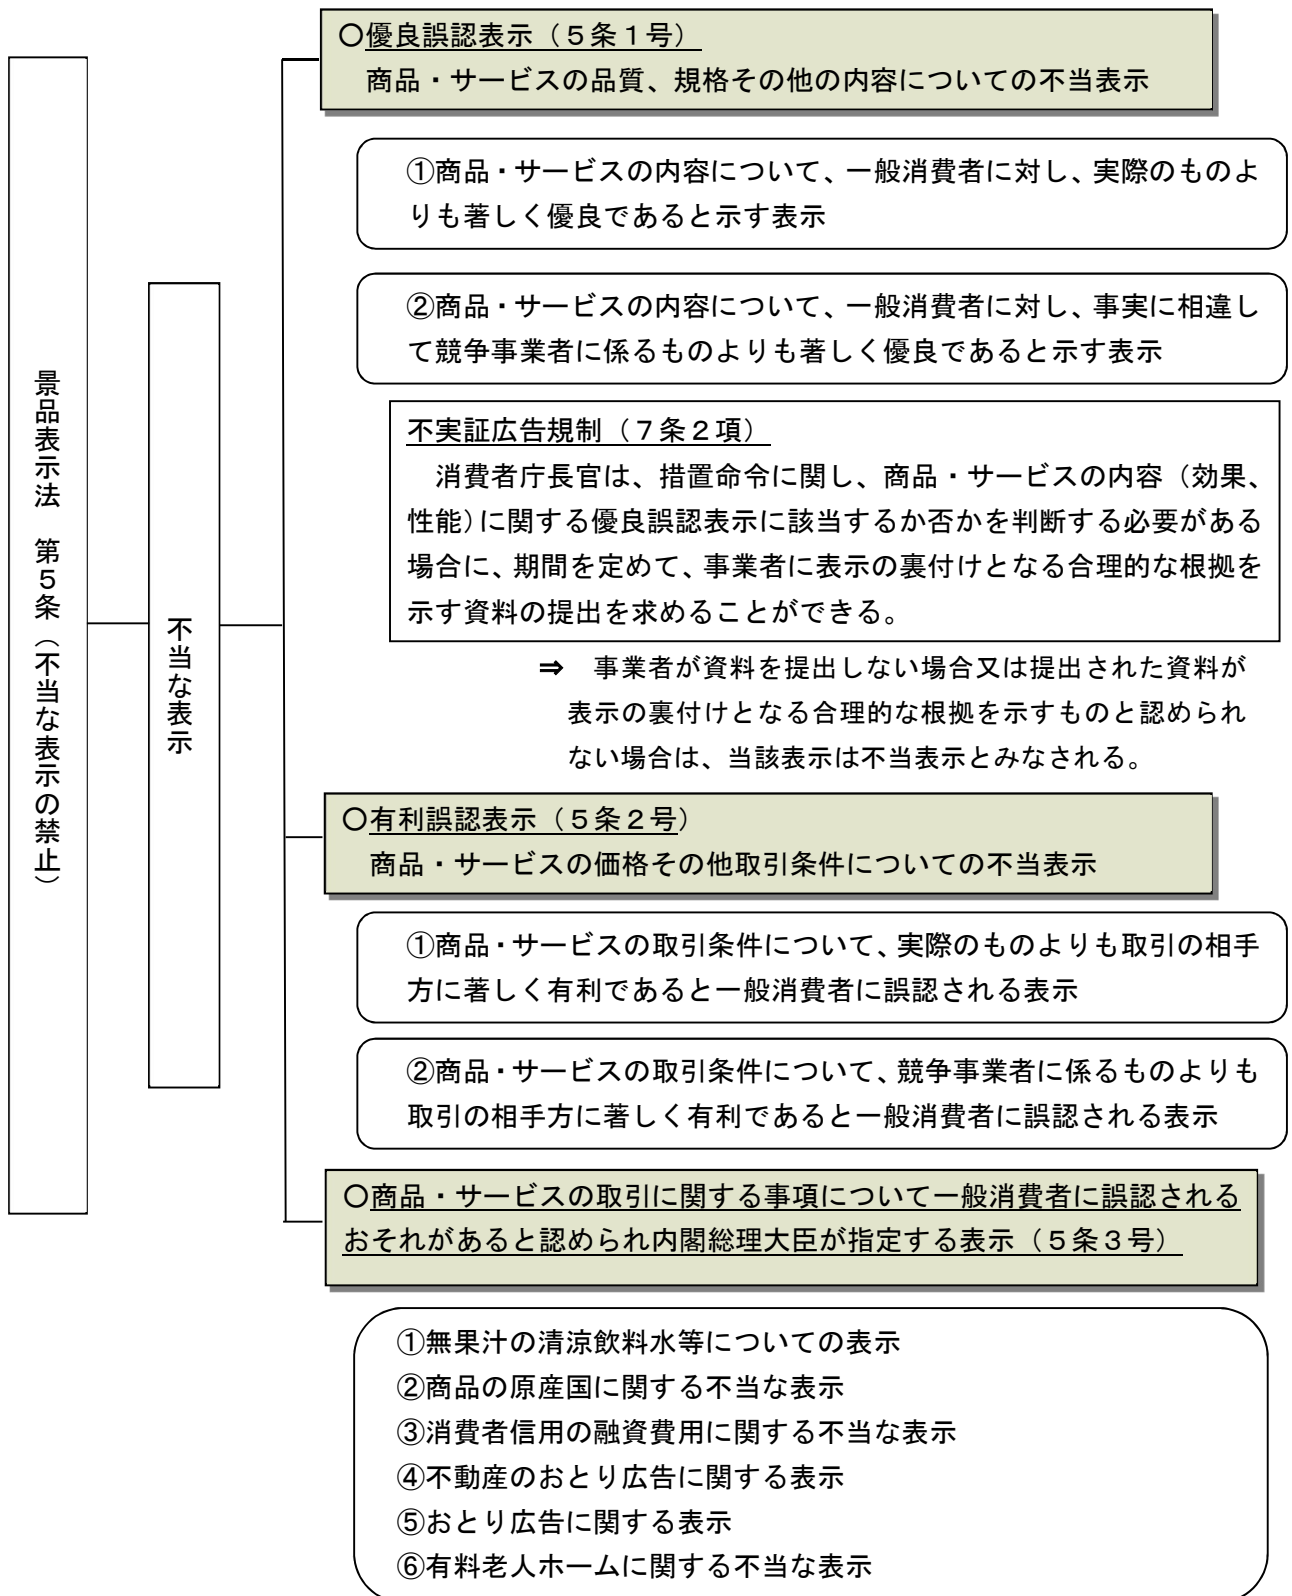 景品表示法　第５条（不当な表示の禁止）
不当な表示
○優良誤認表示（５条１号）
商品・サービスの品質、規格その他の内容についての不当表示
①商品・サービスの内容について、一般消費者に対し、実際のものよ
りも著しく優良であると示す表示
②商品・サービスの内容について、一般消費者に対し、事実に相違し
て競争事業者に係るものよりも著しく優良であると示す表示
不実証広告規制（７条２項）
消費者庁長官は、措置命令に関し、商品・サービスの内容（効果、
性能）に関する優良誤認表示に該当するか否かを判断する必要がある
場合に、期間を定めて、事業者に表示の裏付けとなる合理的な根拠を
示す資料の提出を求めることができる。
⇒　事業者が資料を提出しない場合又は提出された資料が
表示の裏付けとなる合理的な根拠を示すものと認められ
ない場合は、当該表示は不当表示とみなされる。
○有利誤認表示（５条２号）
商品・サービスの価格その他取引条件についての不当表示
①商品・サービスの取引条件について、実際のものよりも取引の相手
方に著しく有利であると一般消費者に誤認される表示
②商品・サービスの取引条件について、競争事業者に係るものよりも
取引の相手方に著しく有利であると一般消費者に誤認される表示
○商品・サービスの取引に関する事項について一般消費者に誤認される
おそれがあると認められ内閣総理大臣が指定する表示（５条３号）
①無果汁の清涼飲料水等についての表示
②商品の原産国に関する不当な表示
③消費者信用の融資費用に関する不当な表示
④不動産のおとり広告に関する表示
⑤おとり広告に関する表示
⑥有料老人ホームに関する不当な表示